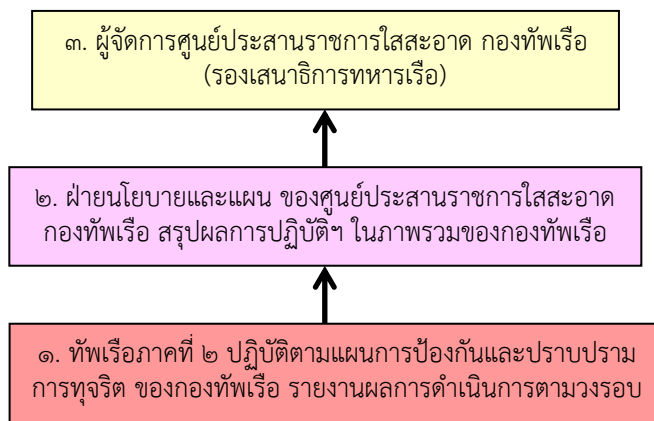 ๓. ผู้จัดการศูนย์ประสานราชการใสสะอาด กองทัพเรือ
(รองเสนาธิการทหารเรือ)
๒. ฝ่ายนโยบายและแผน ของศูนย์ประสานราชการใสสะอาด
กองทัพเรือ สรุปผลการปฏิบัติฯ ในภาพรวมของกองทัพเรือ
๑. ทัพเรือภาคที่ ๒ ปฏิบัติตามแผนการป้องกันและปราบปราม
การทุจริต ของกองทัพเรือ รายงานผลการดำเนินการตามวงรอบ